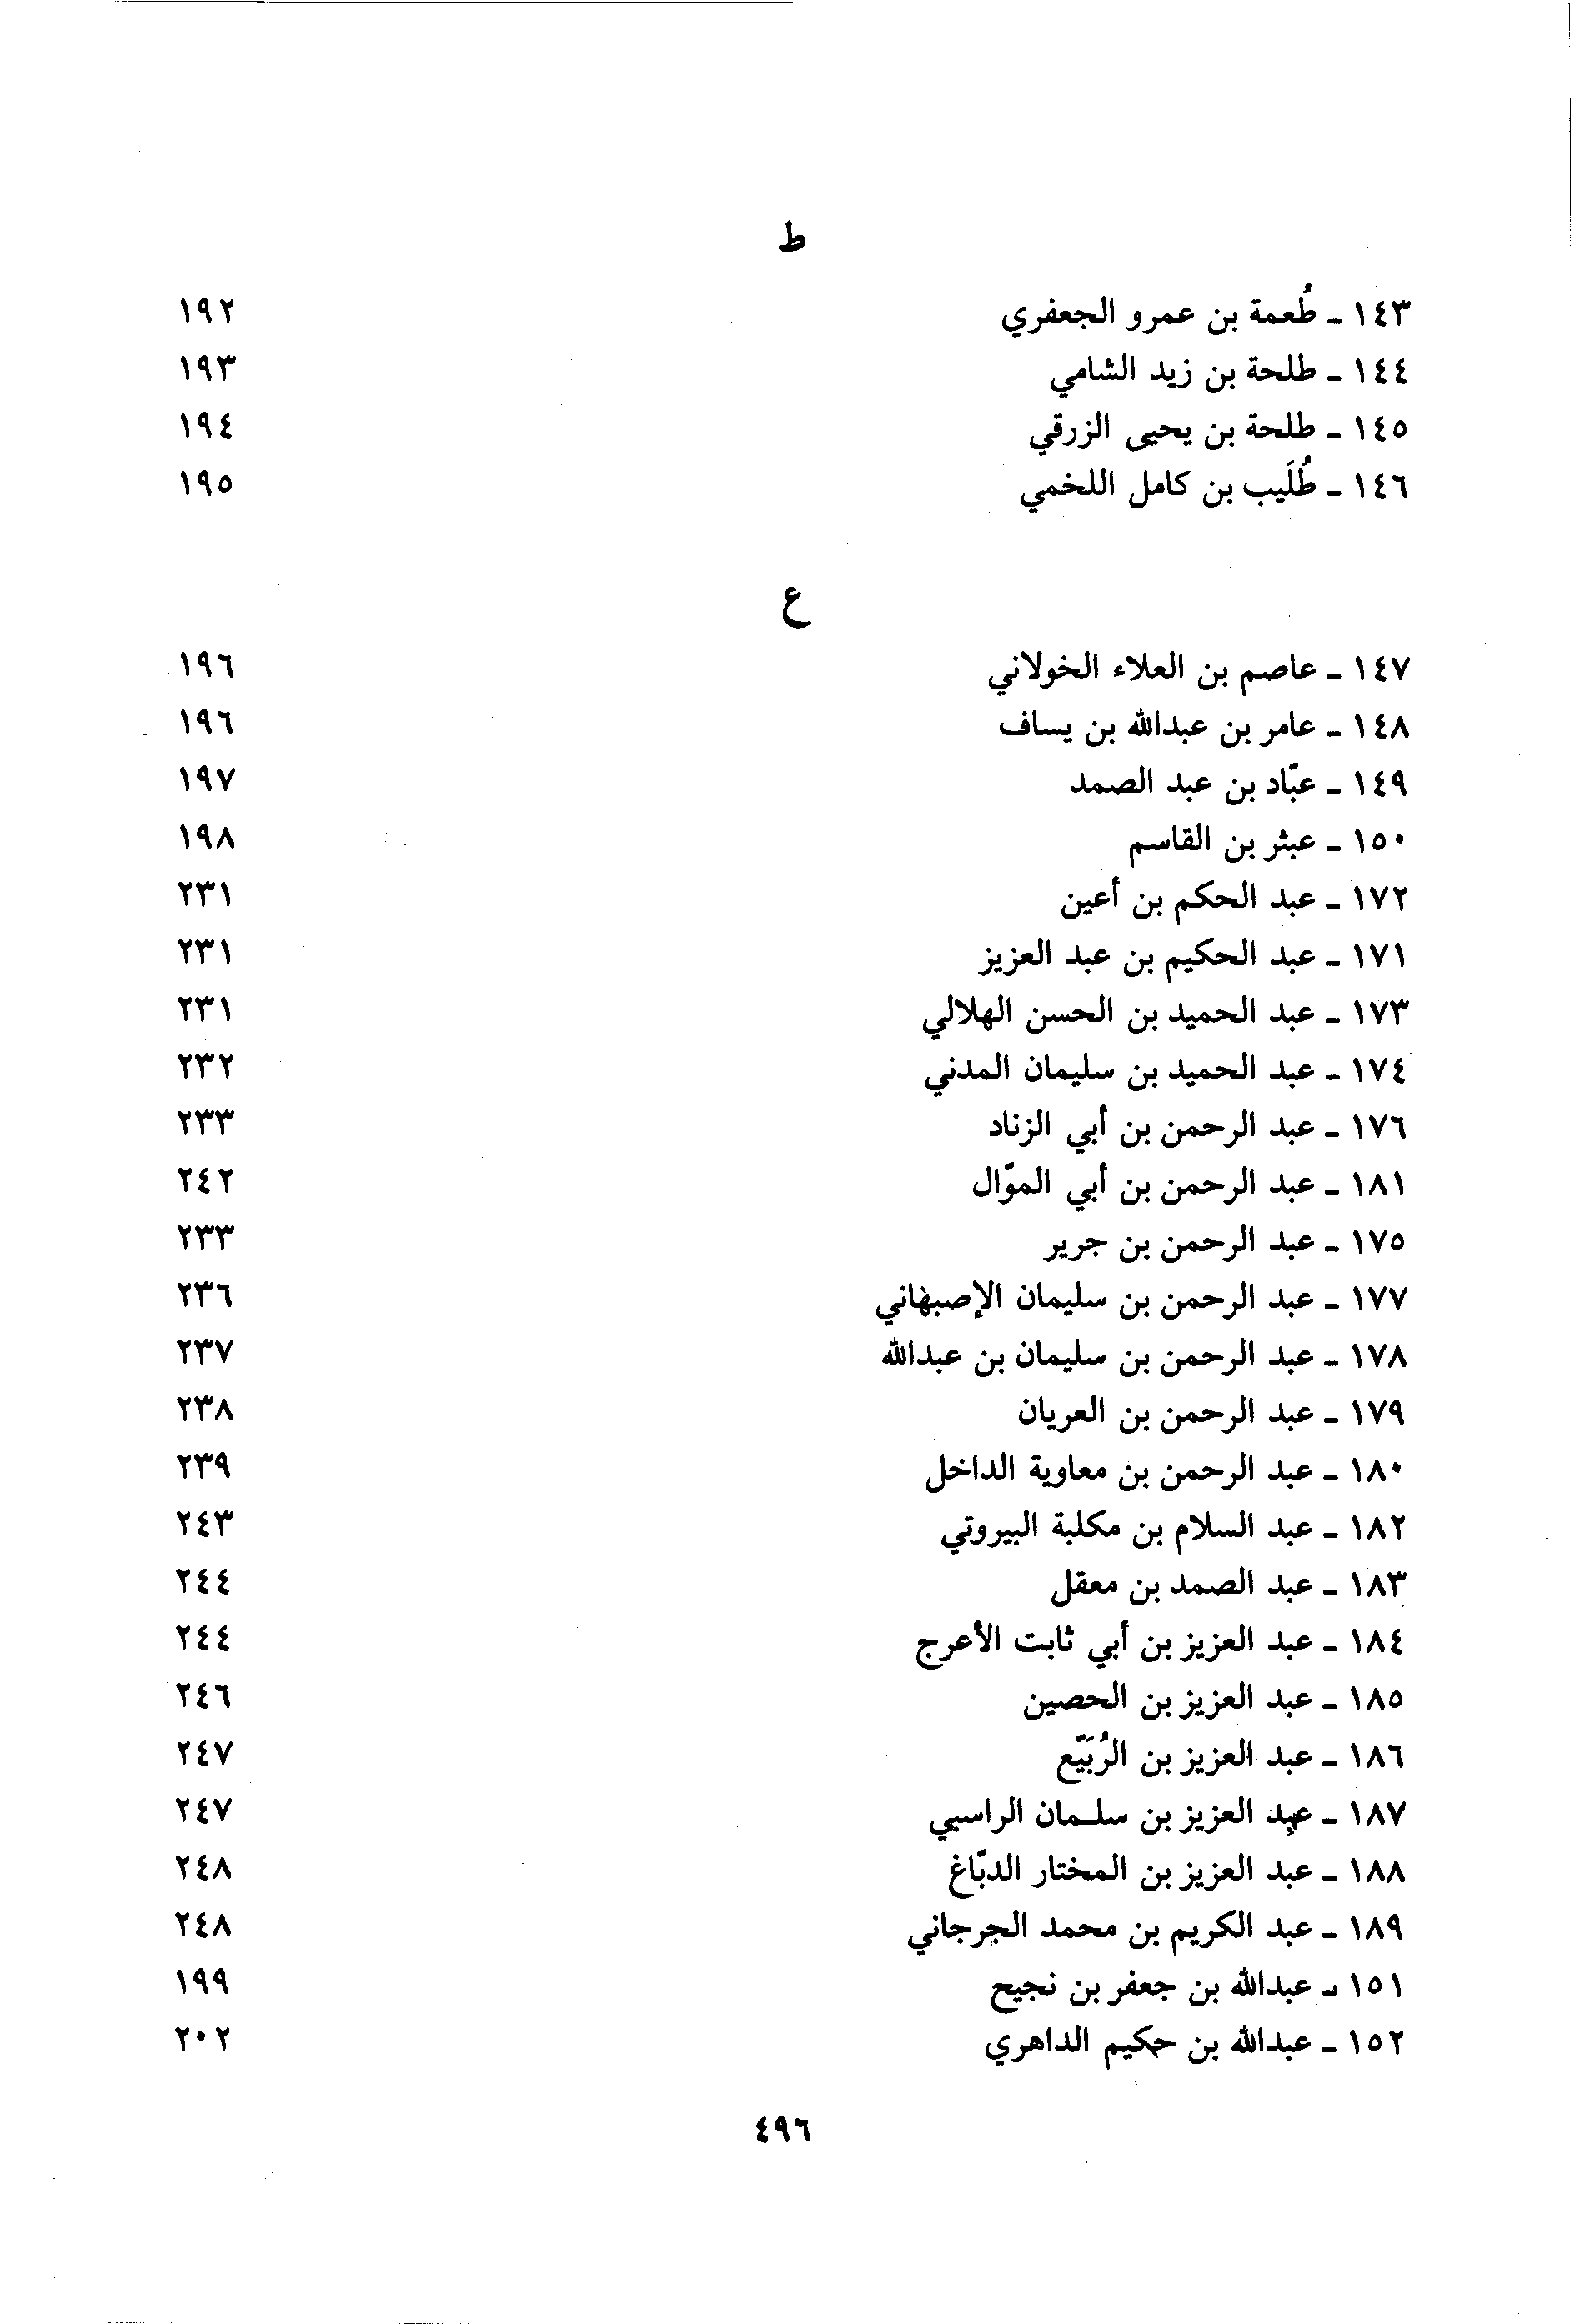 ط
١٤٣ - طُعمة بن عمرو الجعفري ١٩٢
١٤٤ - طلحة بن زيد الشامي ١٩٣
١٤٥ - طلحة بن يحيى الزرقي ١٩٤
١٤٦ - طُلَيب بن كامل اللخمي ١٩٥
ع
١٤٧ - عاصم بن العلاء الخولاني ١٩٦
١٤٨ - عامر بن عبدالله بن يساف ١٩٦
١٤٩ - عبّاد بن عبد الصمد ١٩٧
١٥٠ - عبثر بن القاسم ١٩٨
١٧٢ - عبد الحكم بن أعين ٢٣١
١٧١ - عبد الحكيم بن عبد العزيز ٢٣١
١٧٣ - عبد الحميد بن الحسن الهلالي ٢٣١
١٧٤ - عبد الحميد بن سليمان المدني ٢٣٢
١٧٦ - عبد الرحمن بن أبي الزناد ٢٣٣
١٨١ - عبد الرحمن بن أبي الموّال ٢٤٢
١٧٥ - عبد الرحمن بن جرير ٢٣٣
١٧٧ - عبد الرحمن بن سليمان الإصبهاني ٢٣٦
١٧٨ - عبد الرحمن بن سليمان بن عبدالله ٢٣٧
١٧٩ - عبد الرحمن بن العريان ٢٣٨
١٨٠ - عبد الرحمن بن معاوية الداخل ٢٣٩
١٨٢ - عبد السلام بن مكلبة البيروتي ٢٤٣
١٨٣ - عبد الصمد بن معقل ٢٤٤
١٨٤ - عبد العزيز بن أبي ثابت الأعرج ٢٤٤
١٨٥ - عبد العزيز بن الحصين ٢٤٦
١٨٦ - عبد العزيز بن الرُبَيّع ٢٤٧
١٨٧ - عبد العزيز بن سلـمان الراسبي ٢٤٧
١٨٨ - عبد العزيز بن المختار الدبّاغ ٢٤٨
١٨٩ - عبد الكريم بن محمد الجرجاني ٢٤٨
١٥١ - عبدالله بن جعفر بن نجيح ١٩٩
١٥٢ - عبدالله بن حكيم الداهري ٢٠٢
٤٩٦